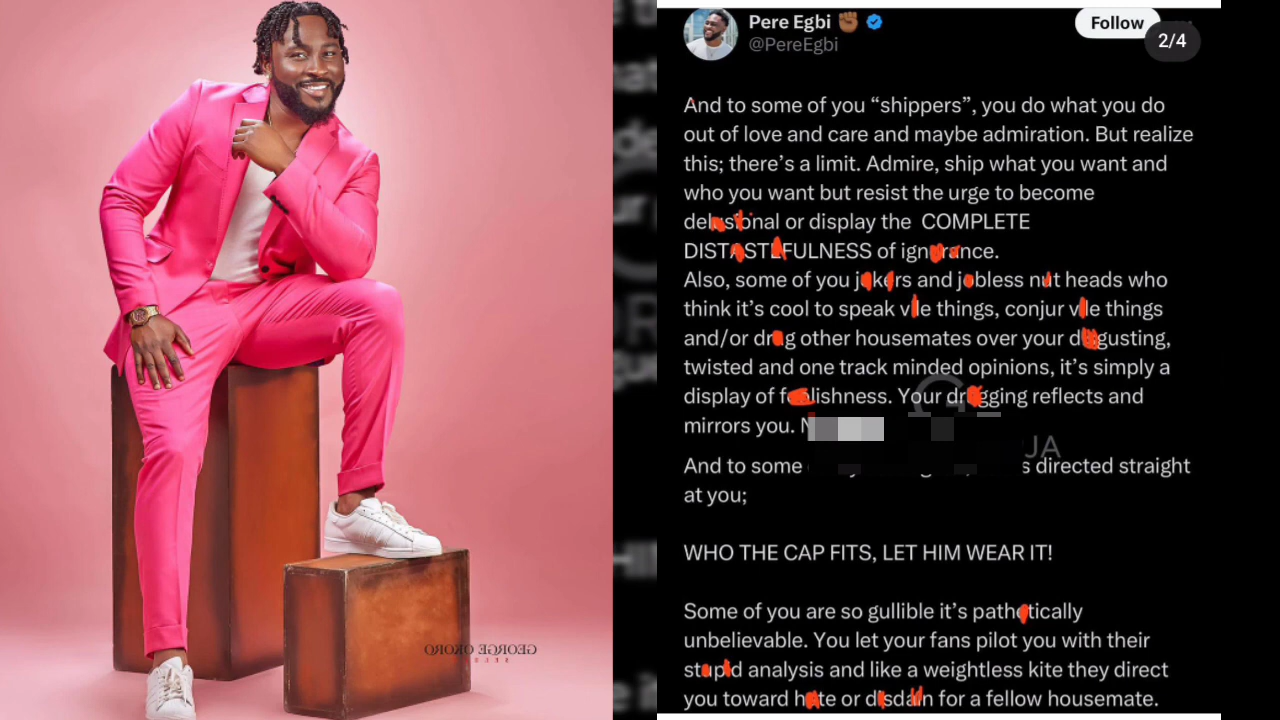 Pere Egbi
@PereEgbi
Follow
2/4
And to some of you “shippers”, you do what you do
out of love and care and maybe admiration. But realize
this; there’s a limit. Admire, ship what you want and
who you want but resist the urge to become
delusional or display the COMPLETE
DISTASTEFULNESS of ignorance.
Also, some of you jokers and jobless nut heads who
think it’s cool to speak vile things, conjur vile things
and/or drag other housemates over your disgusting,
twisted and one track minded opinions, it’s simply a
display of foolishness. Your dragging reflects and
mirrors you.
And to some directed straight
at you;
WHO THE CAP FITS, LET HIM WEAR IT!
Some of you are so gullible it’s pathetically
unbelievable. You let your fans pilot you with their
stupid analysis and like a weightless kite they direct
you toward hate or disdain for a fellow housemate.
GEORGE OKORO